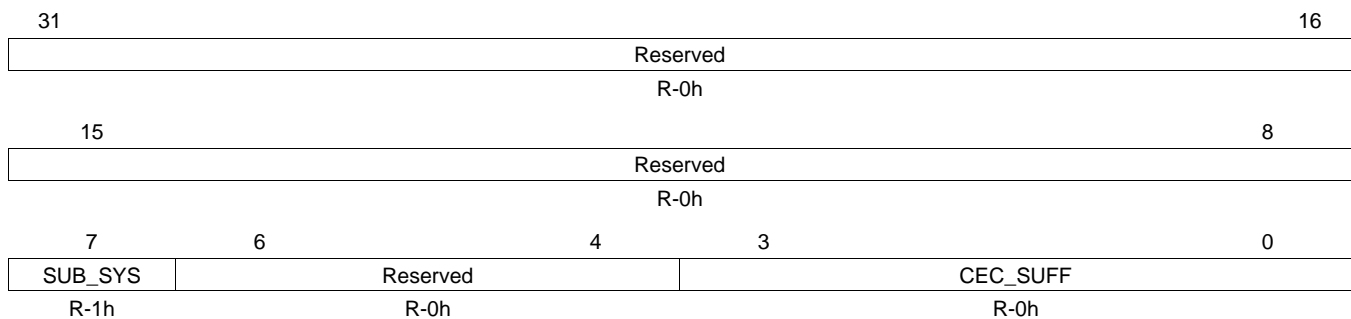 31 16
Reserved
R-0h
15 8
Reserved
R-0h
7 6 4 3 0
SUB_SYS Reserved CEC_SUFF
R-1h R-0h R-0h